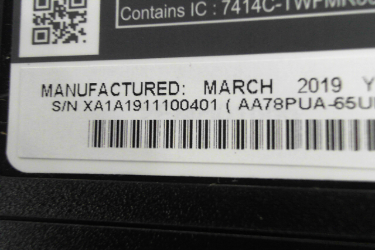 Contains IC : 7414C-TWPMR
MANUFACTURED: MARCH 2019 Y
S/N XA1A1911100401 ( AA78PUA-65U